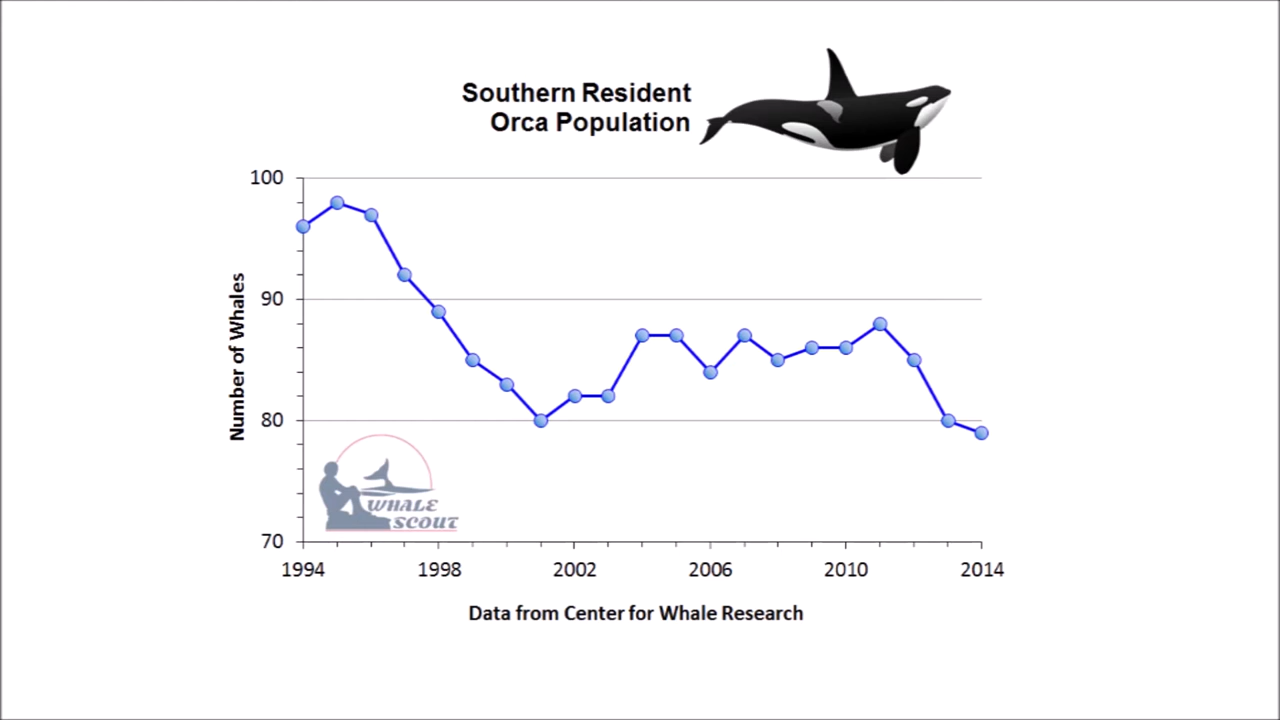 Southern Resident
Orca Population
100
90
80
70
Number of Whales
WHALE
SCOUT
1994 1998 2002 2006 2010 2014
Data from Center for Whale Research